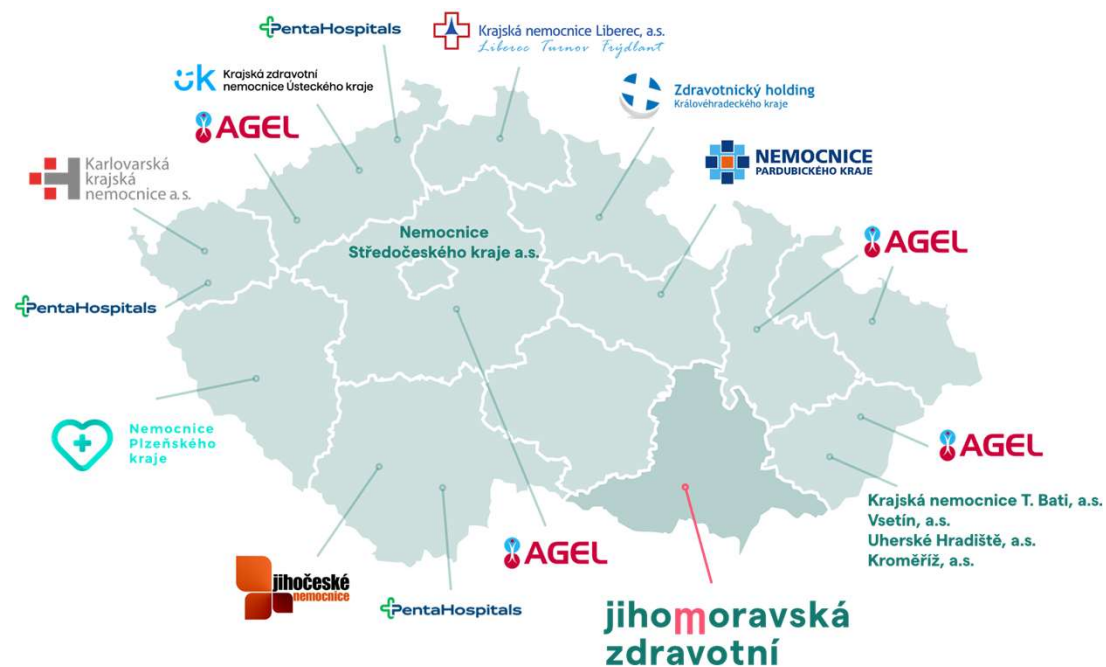 PentaHospitals
Krajská nemocnice Liberec, a.s.
Liberec Turnov Frýdlant
ük Krajská zdravotní
nemocnice Ústeckého kraje
Zdravotnický holding
Královéhradeckého kraje
AGEL
NEMOCNICE
PARDUBICKÉHO KRAJE
Karlovarská
krajská
nemocnice a.s.
Nemocnice
Středočeského kraje a.s.
AGEL
PentaHospitals
Nemocnice
Plzeňského
kraje
AGEL
Krajská nemocnice T. Bati, a.s.
Vsetín, a.s.
Uherské Hradiště, a.s.
Kroměříž, a.s.
AGEL
jihočeské
nemocnice
PentaHospitals
jihomoravská
zdravotní